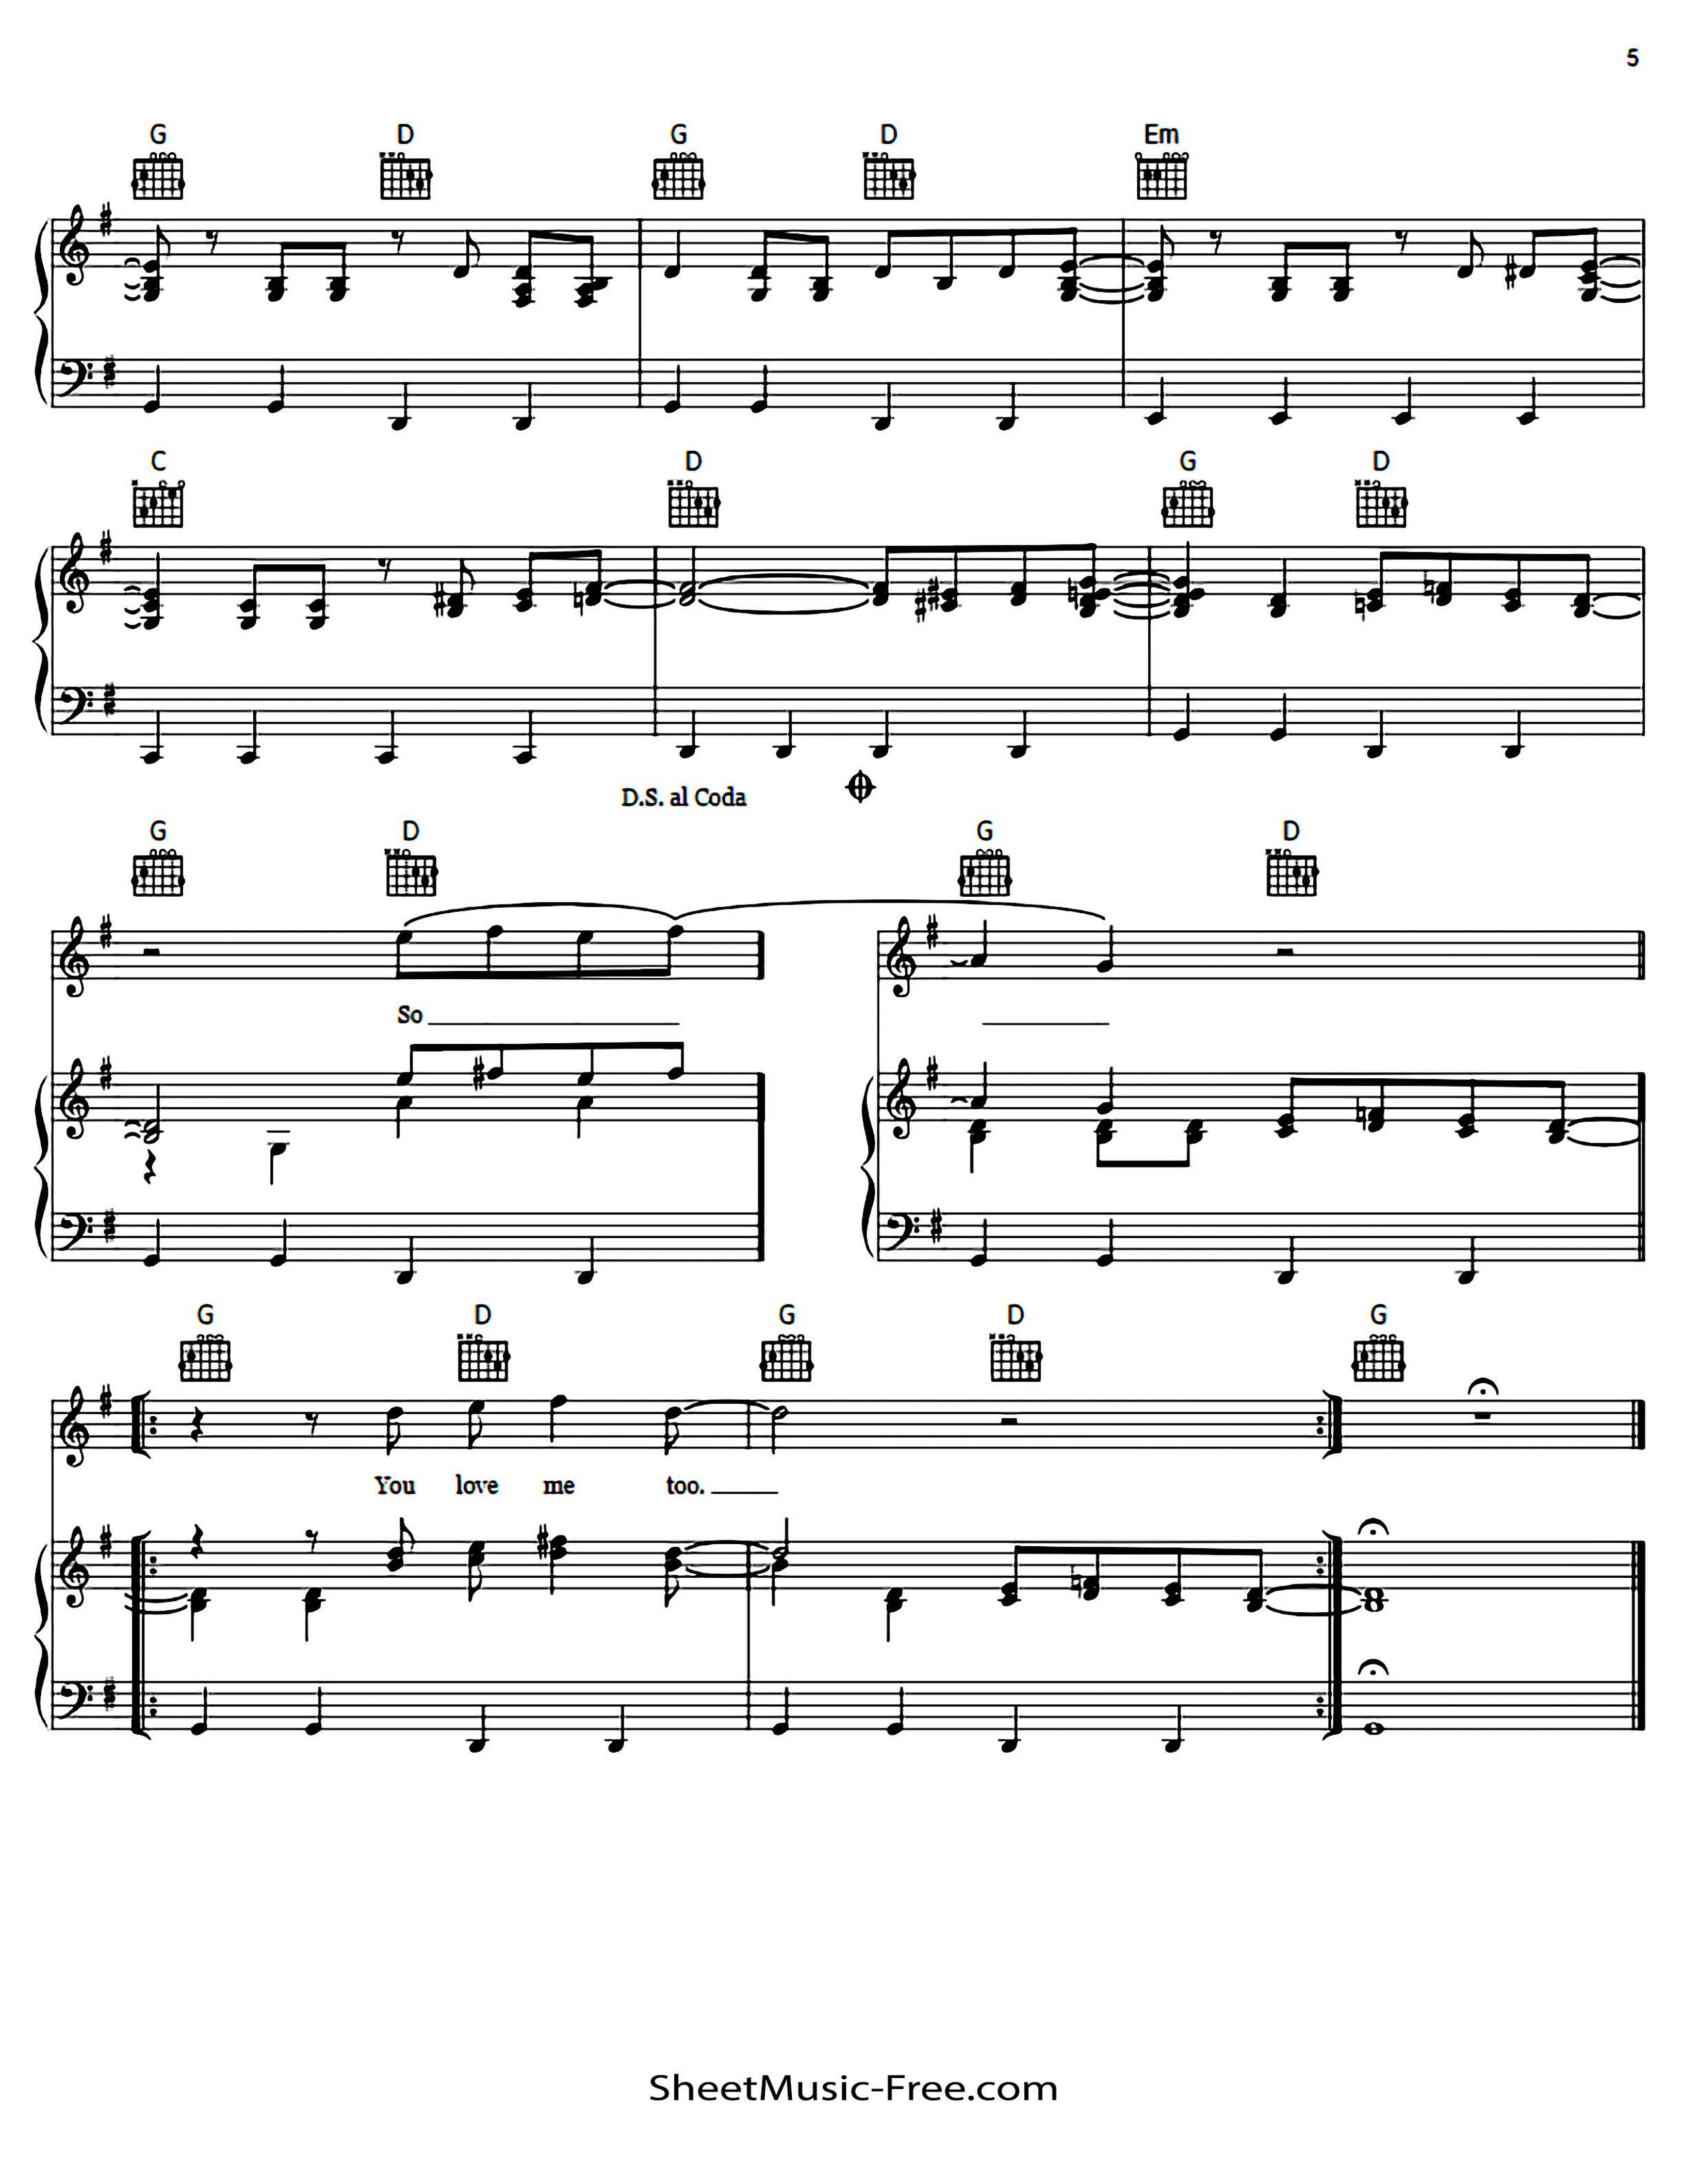 5
G D G D Em
C D G D
D.S. al Coda
G D G D
So
G D G D G
You love me too.
SheetMusic-Free.com